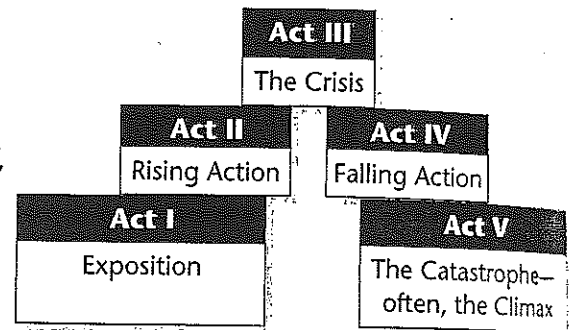 Act III
The Crisis
Act II
Rising Action
Act IV
Falling Action
Act I
Exposition
Act V
The Catastrophe—
often, the Climax